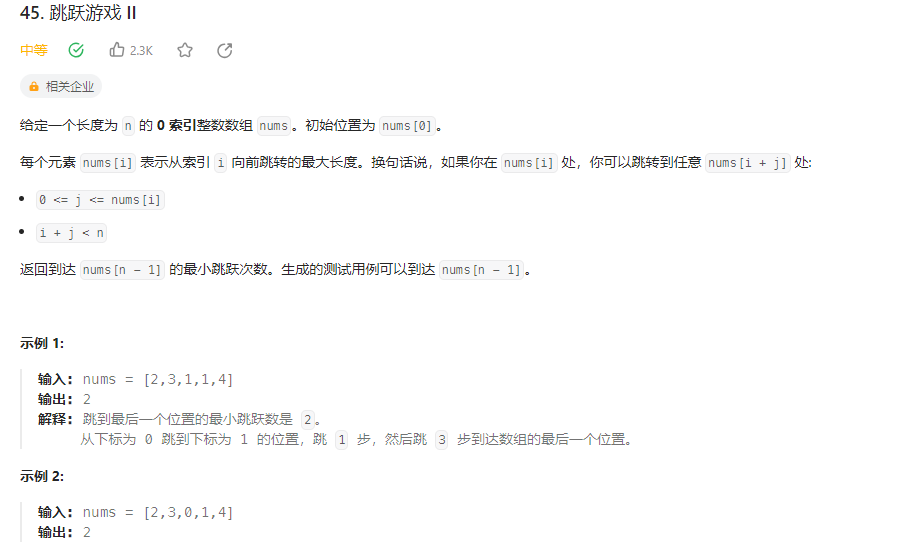 45. 跳跃游戏 II
中等 2.3K
相关企业
给定一个长度为 n 的 0 索引整数数组 nums。初始位置为 nums[0]。
每个元素 nums[i] 表示从索引 i 向前跳转的最大长度。换句话说，如果你在 nums[i] 处，你可以跳转到任意 nums[i + j] 处:
0 <= j <= nums[i]
i + j < n
返回到达 nums[n - 1] 的最小跳跃次数。生成的测试用例可以到达 nums[n - 1]。
示例 1:
输入: nums = [2,3,1,1,4]
输出: 2
解释: 跳到最后一个位置的最小跳跃数是 2。
从下标为 0 跳到下标为 1 的位置，跳 1 步，然后跳 3 步到达数组的最后一个位置。
示例 2:
输入: nums = [2,3,0,1,4]
输出: 2